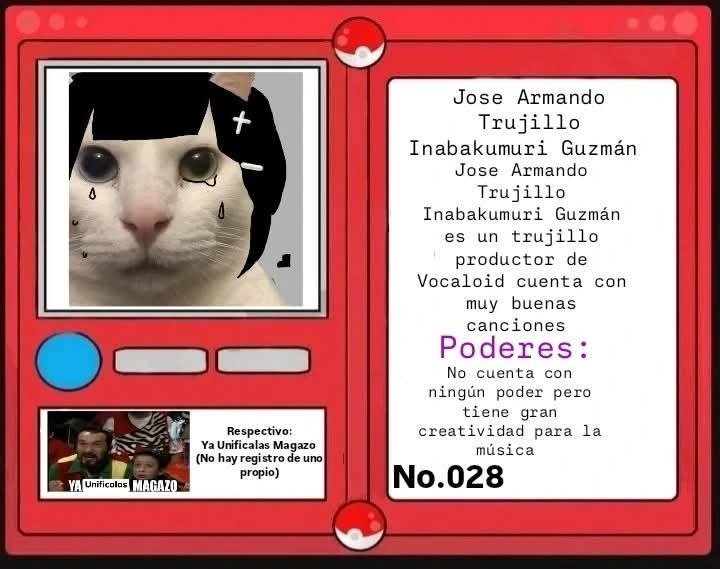 Jose Armando
Trujillo
Inabakumuri Guzmán
Jose Armando
Trujillo
Inabakumuri Guzmán
es un trujillo
productor de
Vocaloid cuenta con
muy buenas
canciones
Poderes:
No cuenta con
ningún poder pero
tiene gran
creatividad para la
música
No.028
YA Unificalas MAGAZO
Respectivo:
Ya Unificalas Magazo
(No hay registro de uno
propio)